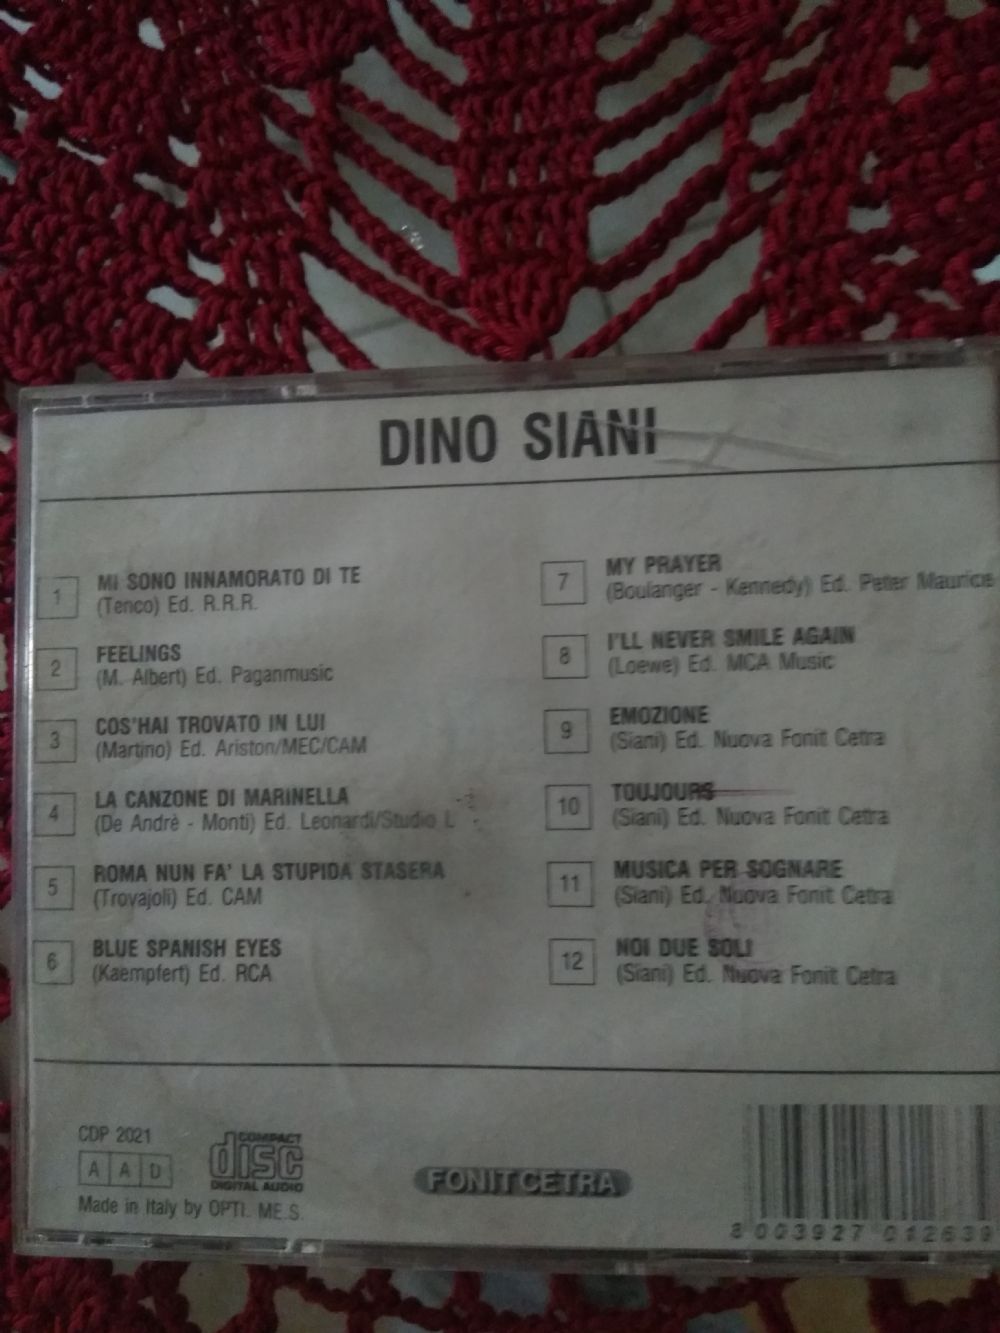 DINO SIANI
1
MI SONO INNAMORATO DI TE
(Tenco) Ed. R.R.R.
2
FEELINGS
(M. Albert) Ed. Paganmusic
3
COS'HAI TROVATO IN LUI
(Martino) Ed. Ariston/MEC/CAM
4
LA CANZONE DI MARINELLA
(De Andrè - Monti) Ed. Leonardi/Studio L
5
ROMA NUN FA' LA STUPIDA STASERA
(Trovajoli) Ed. CAM
6
BLUE SPANISH EYES
(Kaempfert) Ed. RCA
7
MY PRAYER
(Boulanger - Kennedy) Ed. Peter Maurice
8
I'LL NEVER SMILE AGAIN
(Loewe) Ed. MCA Music
9
EMOZIONE
(Siani) Ed. Nuova Fonit Cetra
10
TOUJOURS
(Siani) Ed. Nuova Fonit Cetra
11
MUSICA PER SOGNARE
(Siani) Ed. Nuova Fonit Cetra
12
NOI DUE SOLI
(Siani) Ed. Nuova Fonit Cetra
CDP 2021
A A D
Made in Italy by OPTI. ME.S.
COMPACT
disc
DIGITAL AUDIO
FONIT CETRA
8 003927 012639